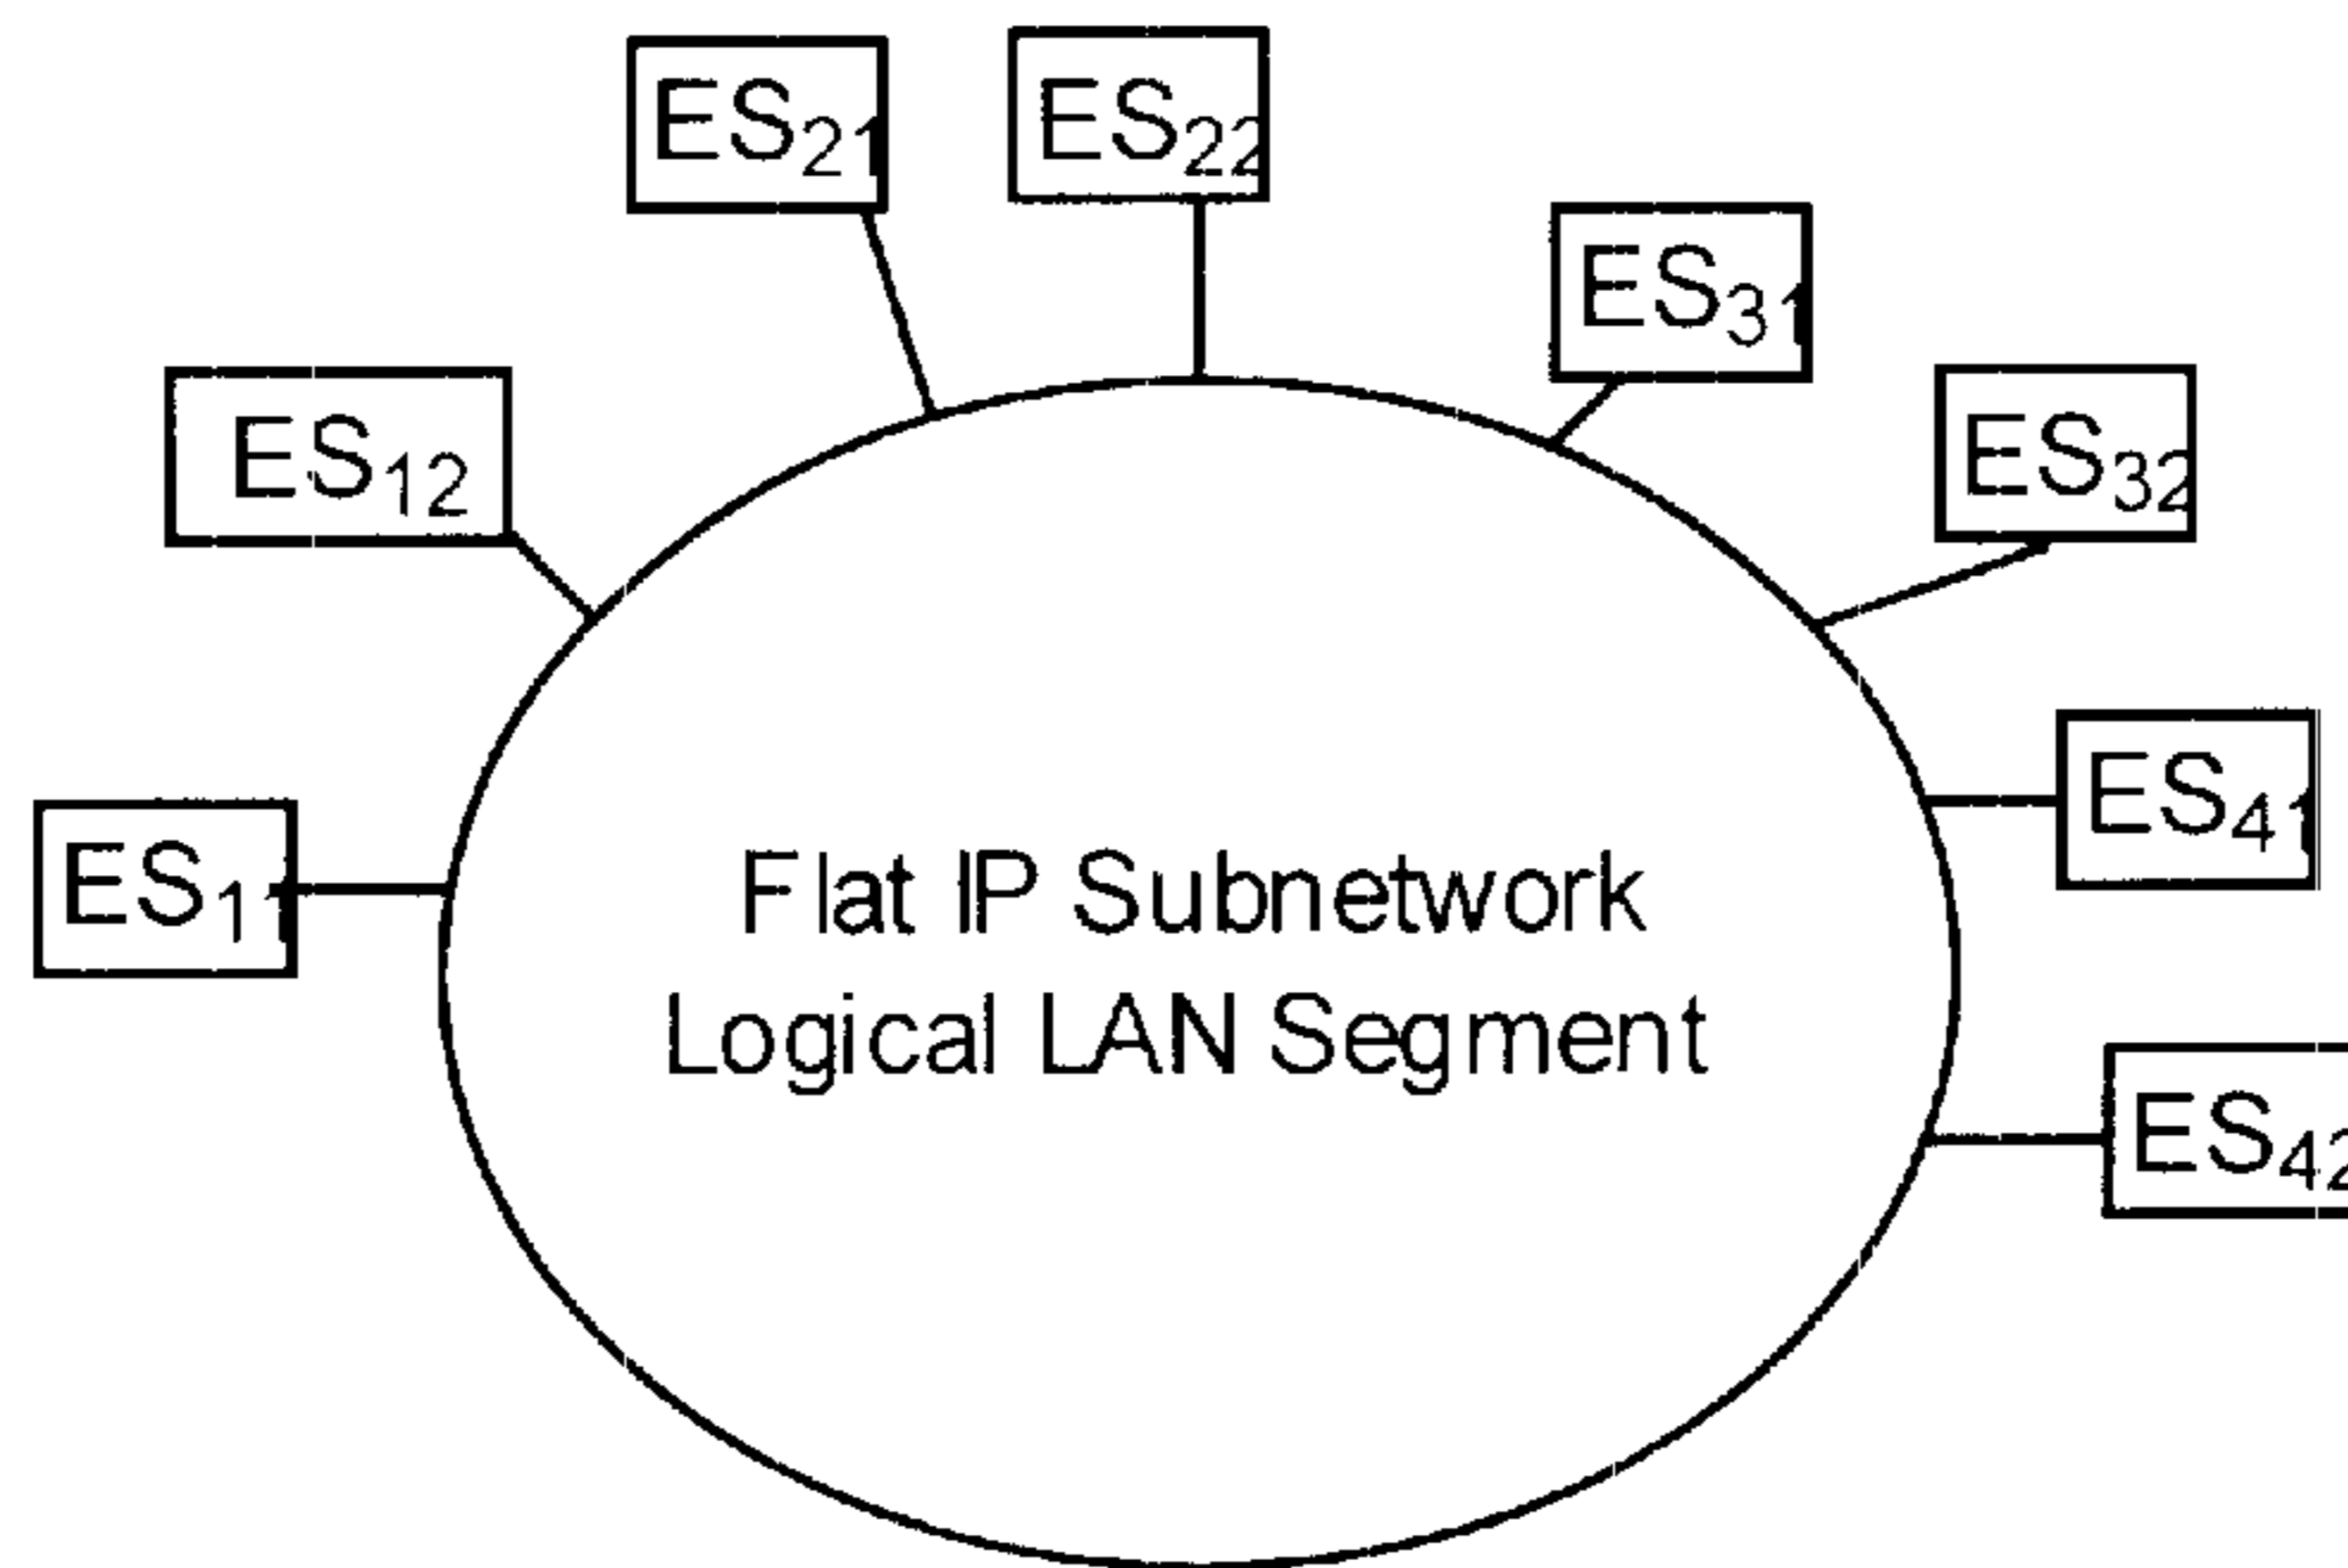 ES21
ES22
ES31
ES12
ES32
ES41
ES11
Flat IP Subnetwork
Logical LAN Segment
ES42